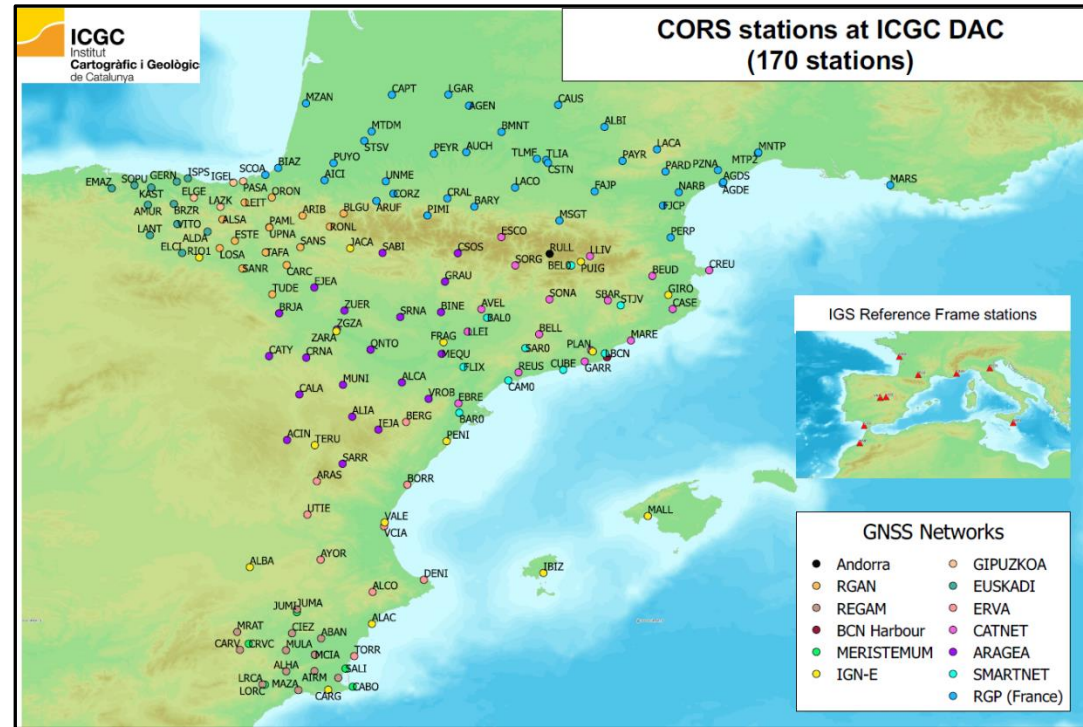 ICGC
Institut
Cartogràfic i Geològic
de Catalunya
CORS stations at ICGC DAC
(170 stations)
MZAN
CAPT
LGAR
AGEN
CAUS
MTDM
STSV
BMNT
ALBI
PUYO
PEYR
AUCH
TLMF
TLIA
CSTN
PAYR
LACA
PARD
PZNA
MTPZ
MNTP
AGDS
AGDE
MARS
EMAZ
SOPU
GERN
ISPS
IGEL
SCOA
BIAZ
KAST
ELGE
PASA
ORON
AICI
UNME
CORZ
CRAL
LACO
FAJP
NARB
AMUR
BRZR
LAZK
LEIT
ARIB
BLGU
ARUF
PIMI
BARY
MSGT
FJCP
LANT
VITO
ALSA
PAML
UPNA
RONL
PERP
ALDA
ESTE
ELCI
RIO1
LOSA
TAFA
SANS
JACA
SABI
CSOS
ESCO
RULL
LLIV
SANR
CARC
SORG
BEL0
PUIG
BEUD
CREU
TUDE
EJEA
GRAU
SONA
SBAR
STJV
GIRO
CASE
BRJA
ZUER
SRNA
BINE
AVEL
BAL0
ZGZA
ZARA
FRAG
LLEI
BELL
MARE
CATY
CRNA
QNTO
MEQU
SAR0
PLAN
BCN
FLIX
REUS
CUBE
GARR
CALA
MUNI
ALCA
VROB
CAM0
EBRE
BAR0
ALIA
IEJA
BERG
ACIN
TERU
PENI
SARR
ARAS
BORR
UTIE
VALE
VCIA
MALL
ALBA
AYOR
IBIZ
DENI
ALCO
JUMI
JUMA
ALAC
MRAT
CIEZ
ABAN
CARV
CRVC
MULA
MCIA
TORR
ALHA
SALI
LRCA
LORC
MAZA
AIRM
CARG
CABO
IGS Reference Frame stations
GNSS Networks
Andorra
RGAN
REGAM
BCN Harbour
MERISTEMUM
IGN-E
GIPUZKOA
EUSKADI
ERVA
CATNET
ARAGEA
SMARTNET
RGP (France)